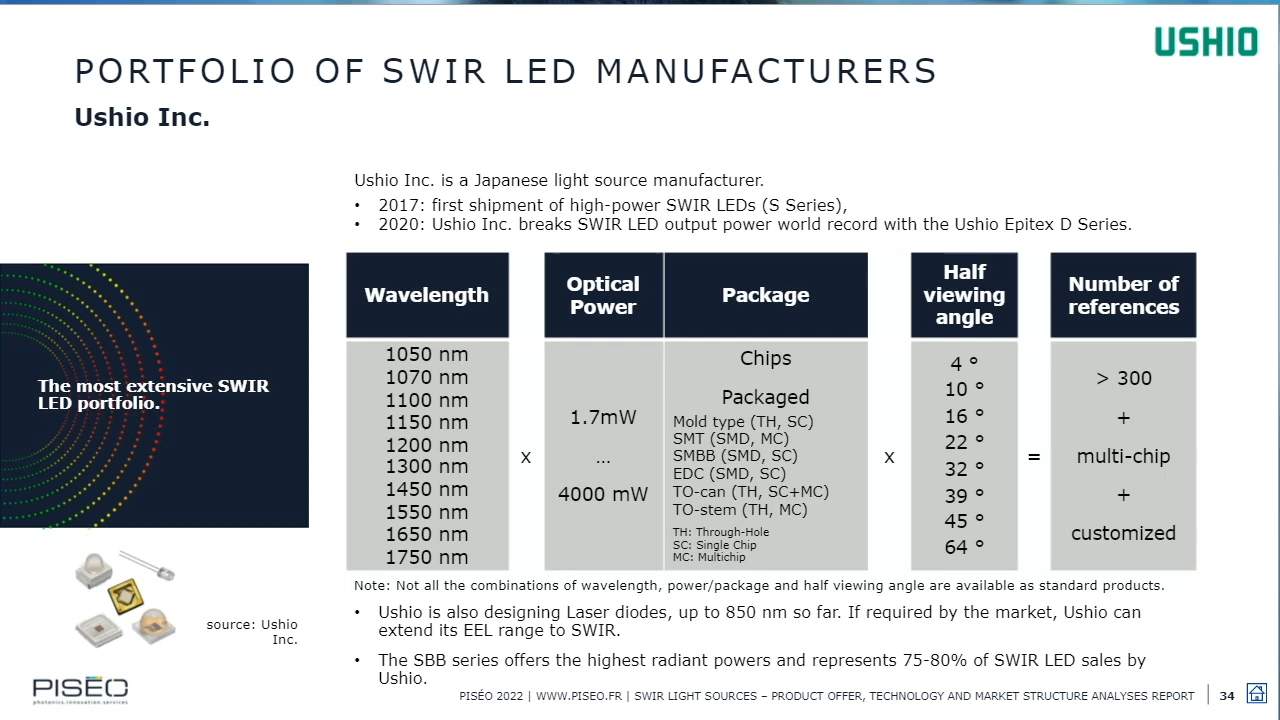 USHIO
PORTFOLIO OF SWIR LED MANUFACTURERS
Ushio Inc.
Ushio Inc. is a Japanese light source manufacturer.
• 2017: first shipment of high-power SWIR LEDs (S Series),
• 2020: Ushio Inc. breaks SWIR LED output power world record with the Ushio Epitex D Series.
The most extensive SWIR
LED portfolio.
Wavelength
1050 nm
1070 nm
1100 nm
1150 nm
1200 nm
1300 nm
1450 nm
1550 nm
1650 nm
1750 nm
x
Optical
Power
1.7mW
...
4000 mW
Package
Chips
Packaged
Mold type (TH, SC)
SMT (SMD, MC)
SMBB (SMD, SC)
EDC (SMD, SC)
TO-can (TH, SC+MC)
TO-stem (TH, MC)
TH: Through-Hole
SC: Single Chip
MC: Multichip
x
Half
viewing
angle
4 °
10 °
16 °
22 °
32 °
39 °
45 °
64 °
=
Number of
references
> 300
+
multi-chip
+
customized
Note: Not all the combinations of wavelength, power/package and half viewing angle are available as standard products.
• Ushio is also designing Laser diodes, up to 850 nm so far. If required by the market, Ushio can
extend its EEL range to SWIR.
• The SBB series offers the highest radiant powers and represents 75-80% of SWIR LED sales by
Ushio.
source: Ushio
Inc.
PISEO
photonics.innovation.services
PISÉO 2022 | WWW.PISEO.FR | SWIR LIGHT SOURCES – PRODUCT OFFER, TECHNOLOGY AND MARKET STRUCTURE ANALYSES REPORT
34